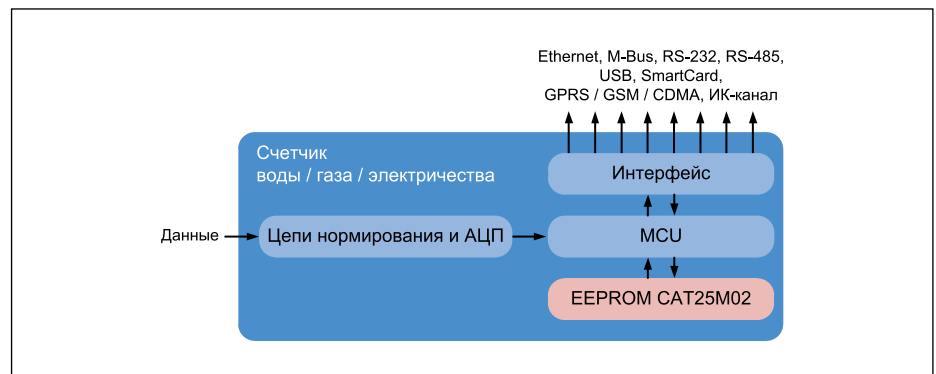 Ethernet, M-Bus, RS-232, RS-485,
USB, SmartCard,
GPRS / GSM / CDMA, ИК-канал
Счетчик
воды / газа / электричества
Интерфейс
Данные
Цепи нормирования и АЦП
MCU
EEPROM CAT25M02